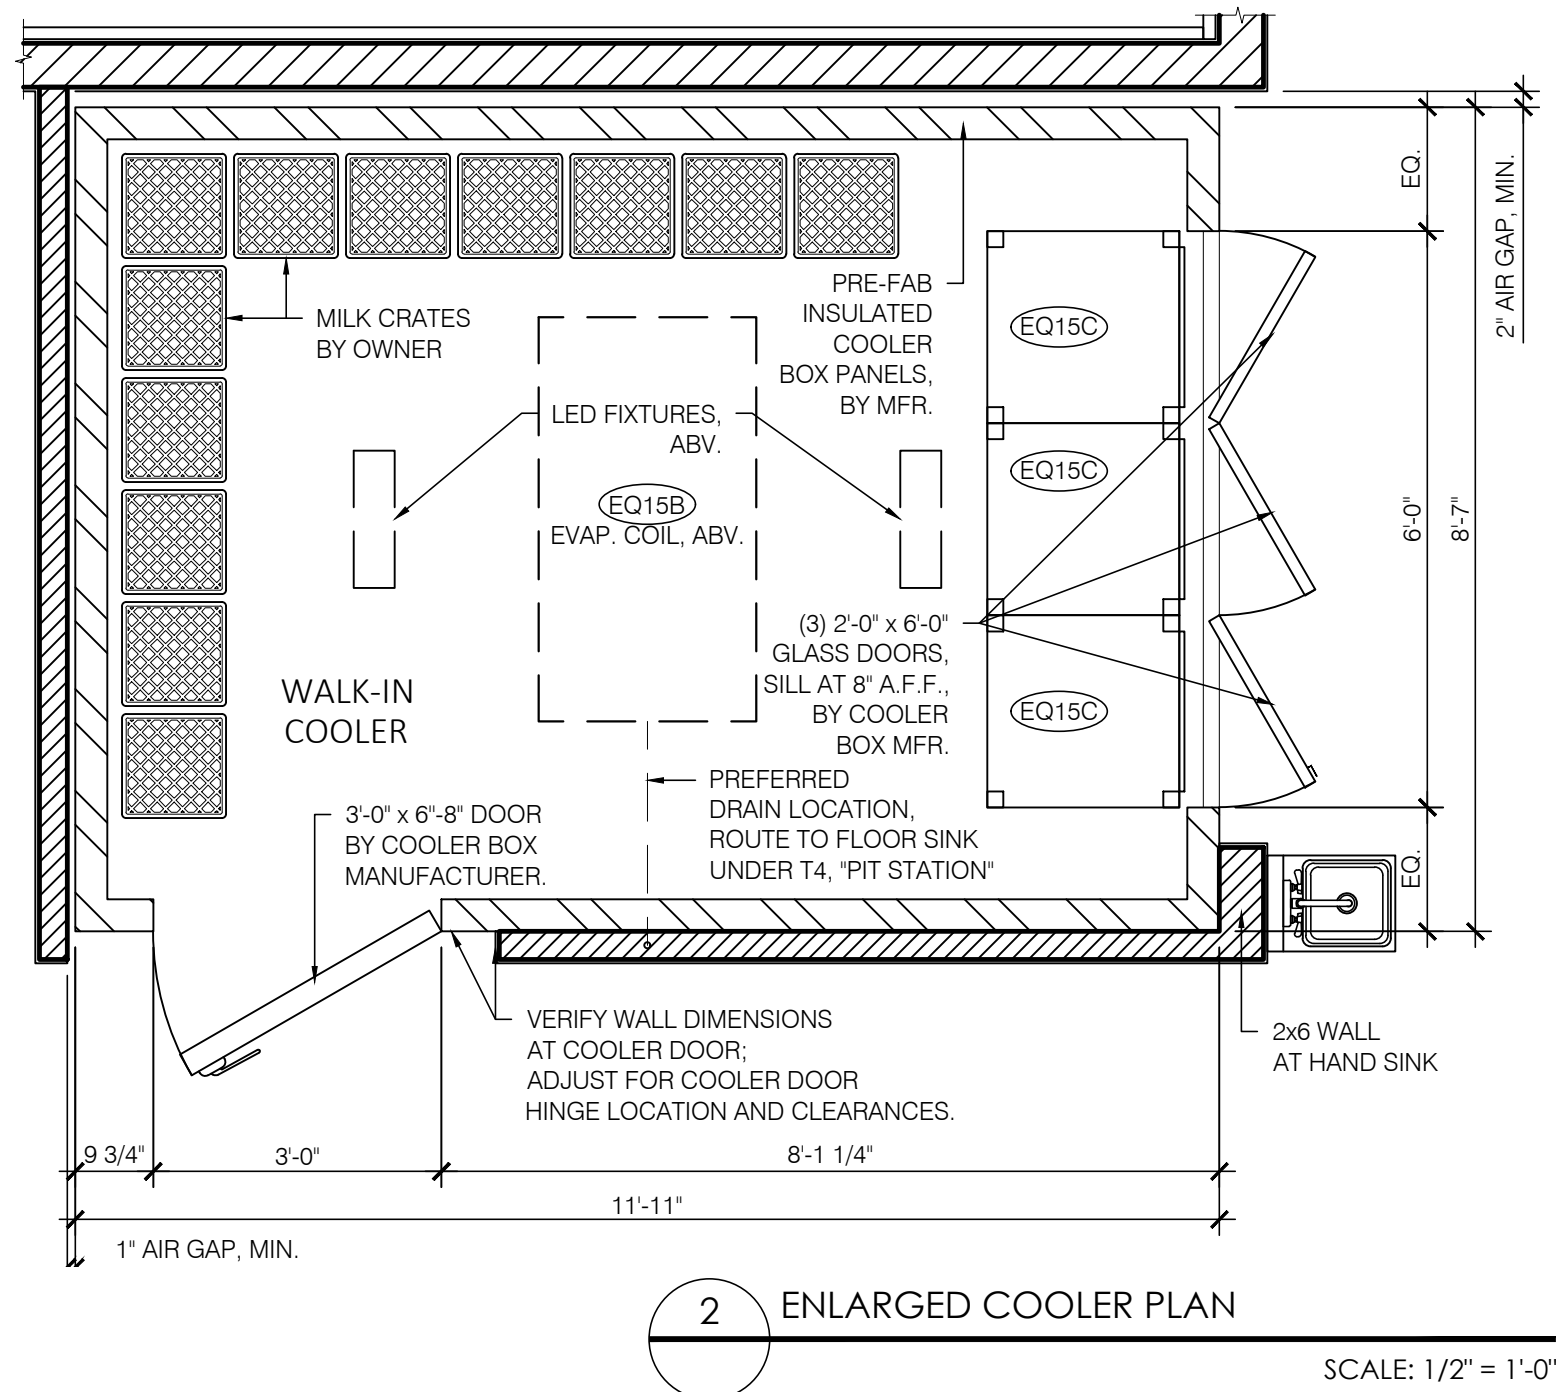 EQ.
2" AIR GAP, MIN.
MILK CRATES
BY OWNER
PRE-FAB
INSULATED
COOLER
BOX PANELS,
BY MFR.
EQ15C
LED FIXTURES,
ABV.
EQ15C
EQ15B
EVAP. COIL, ABV.
6'-0"
8'-7"
(3) 2'-0" x 6'-0"
GLASS DOORS,
SILL AT 8" A.F.F.,
BY COOLER
BOX MFR.
EQ15C
WALK-IN
COOLER
PREFERRED
DRAIN LOCATION,
ROUTE TO FLOOR SINK
UNDER T4, "PIT STATION"
3'-0" x 6"-8" DOOR
BY COOLER BOX
MANUFACTURER.
EQ.
VERIFY WALL DIMENSIONS
AT COOLER DOOR;
ADJUST FOR COOLER DOOR
HINGE LOCATION AND CLEARANCES.
2x6 WALL
AT HAND SINK
9 3/4"
3'-0"
8'-1 1/4"
11'-11"
1" AIR GAP, MIN.
2
ENLARGED COOLER PLAN
SCALE: 1/2" = 1'-0"